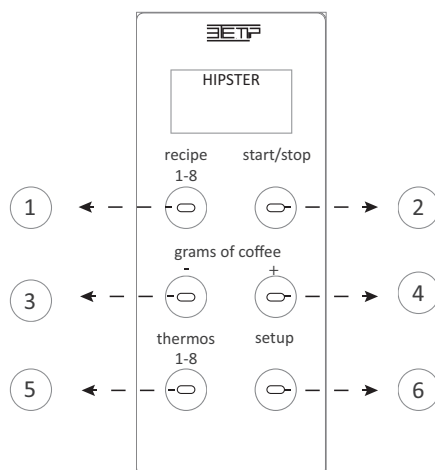 HIPSTER
recipe start/stop
1-8
1 2
grams of coffee
- +
3 4
thermos setup
1-8
5 6